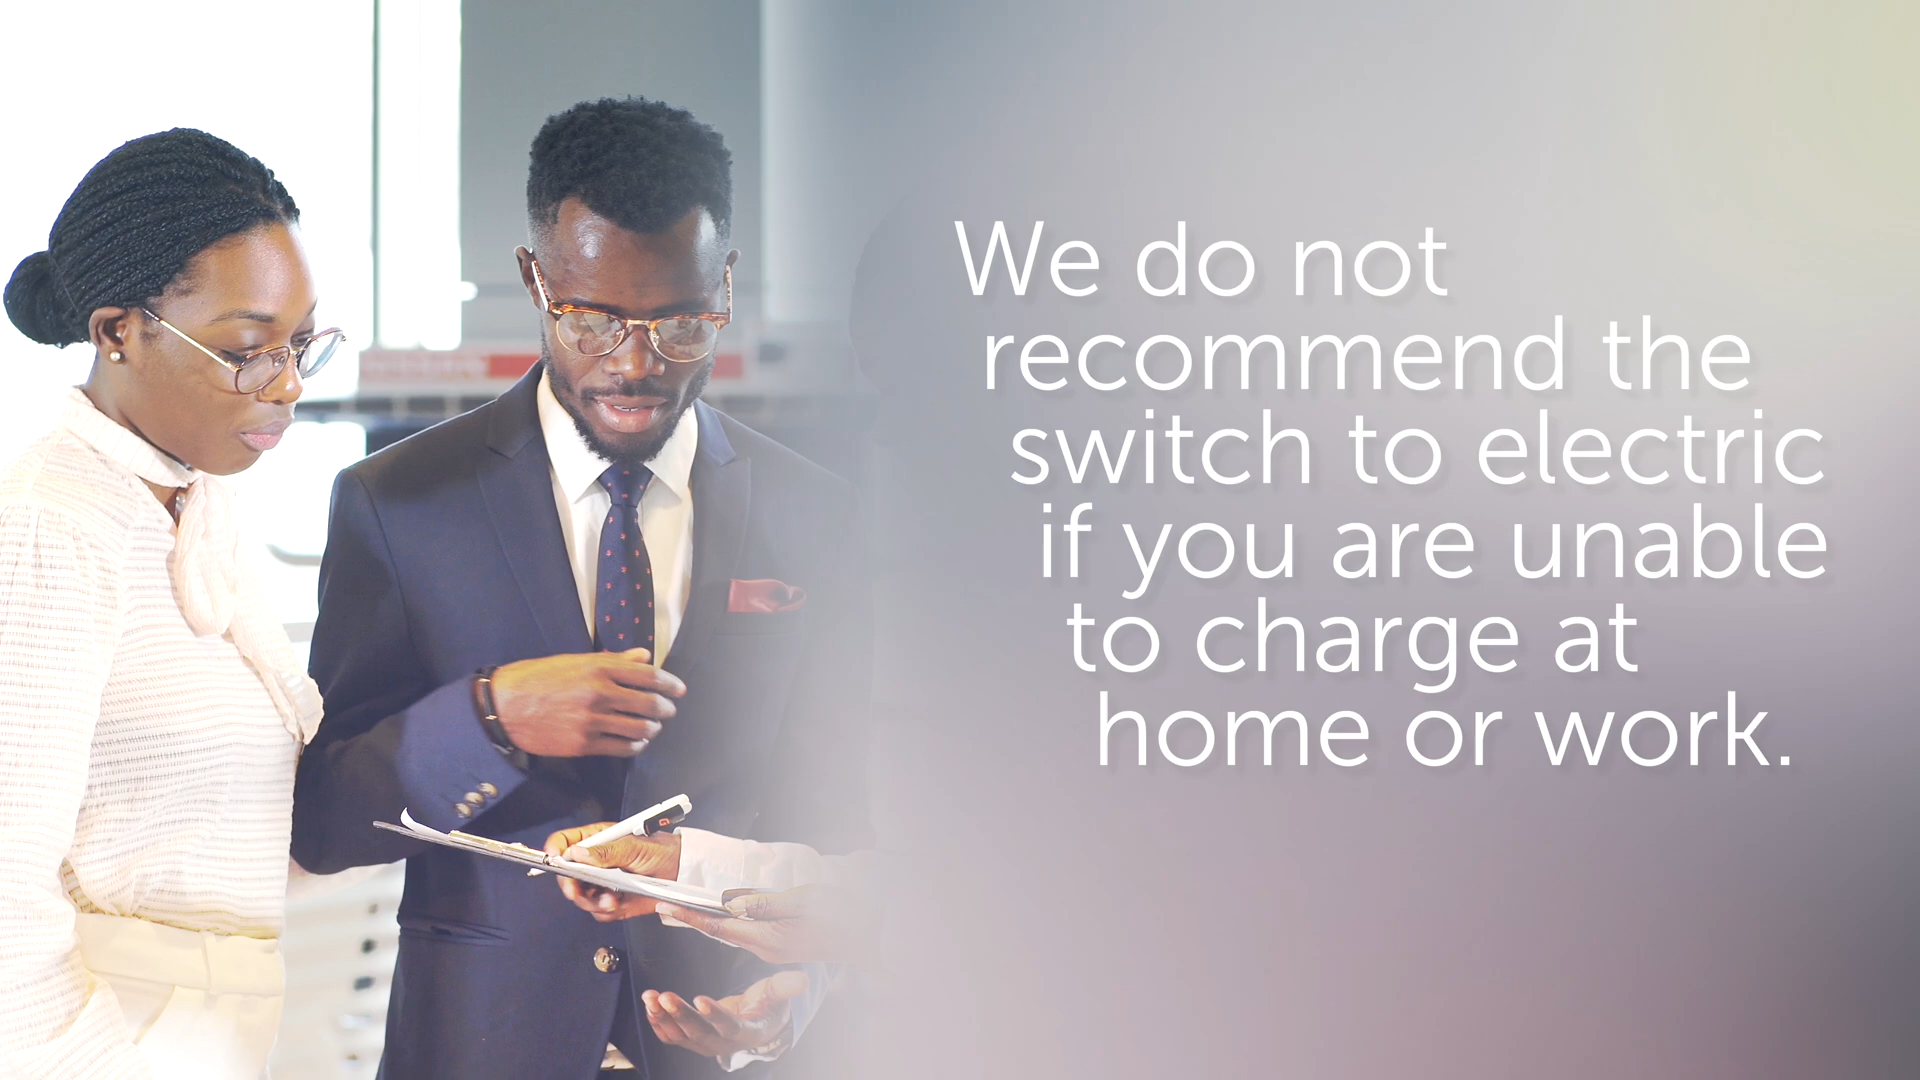 We do not
recommend the
switch to electric
if you are unable
to charge at
home or work.